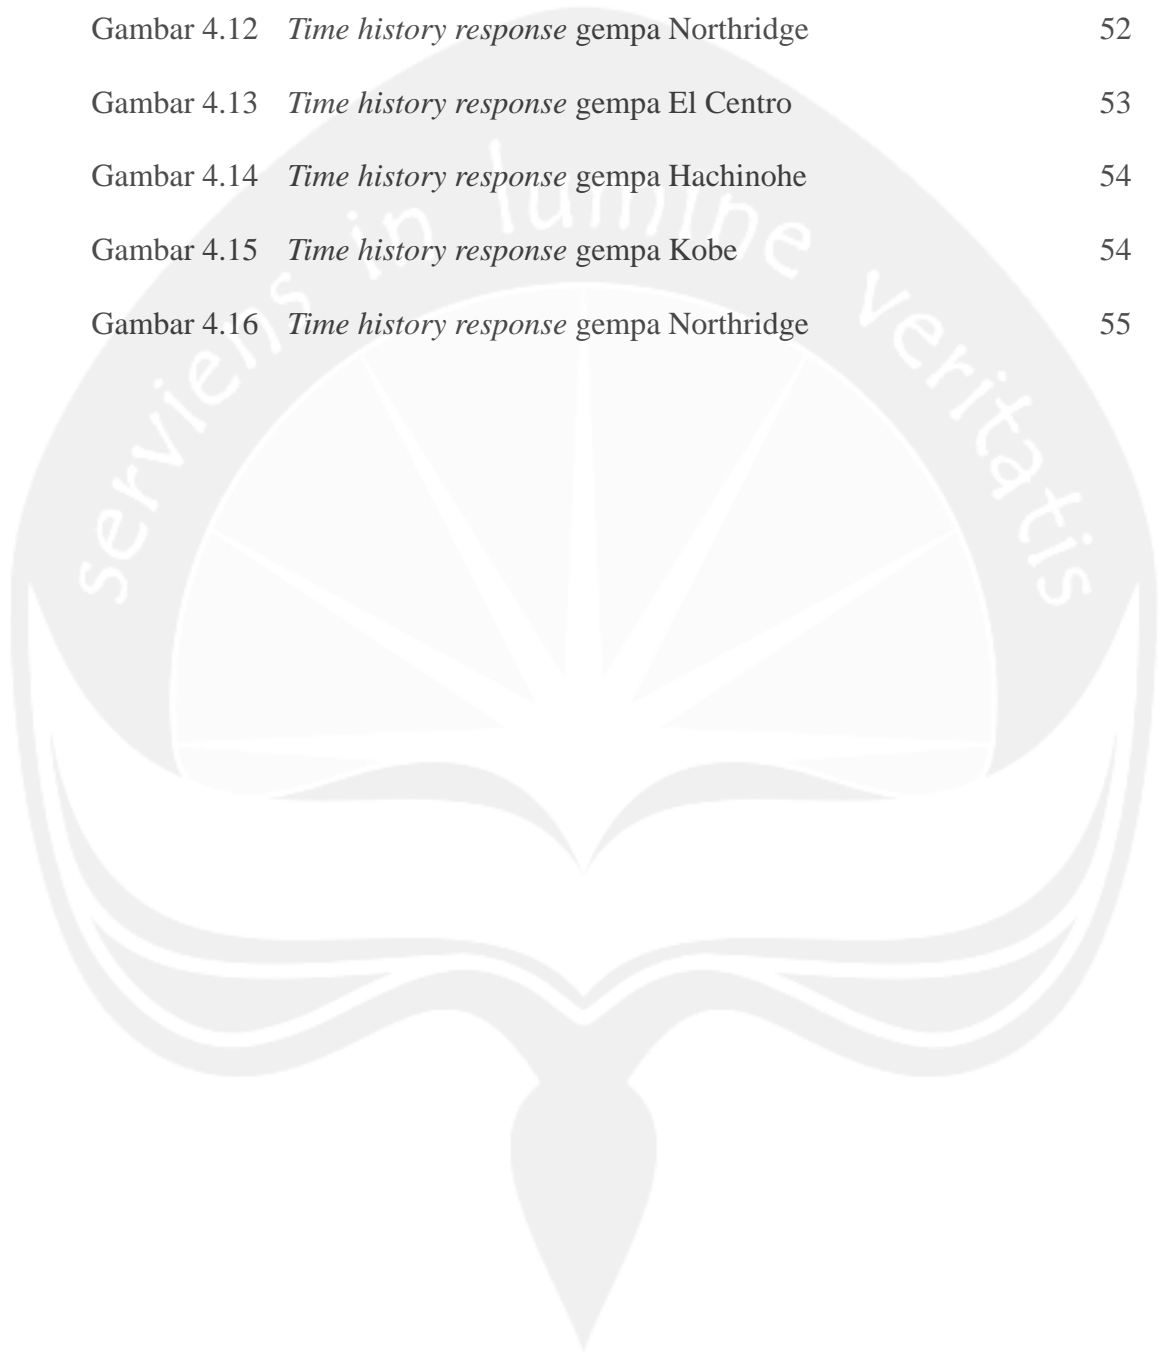 Gambar 4.12 Time history response gempa Northridge 52
Gambar 4.13 Time history response gempa El Centro 53
Gambar 4.14 Time history response gempa Hachinohe 54
Gambar 4.15 Time history response gempa Kobe 54
Gambar 4.16 Time history response gempa Northridge 55
serviens in lumine veritatis